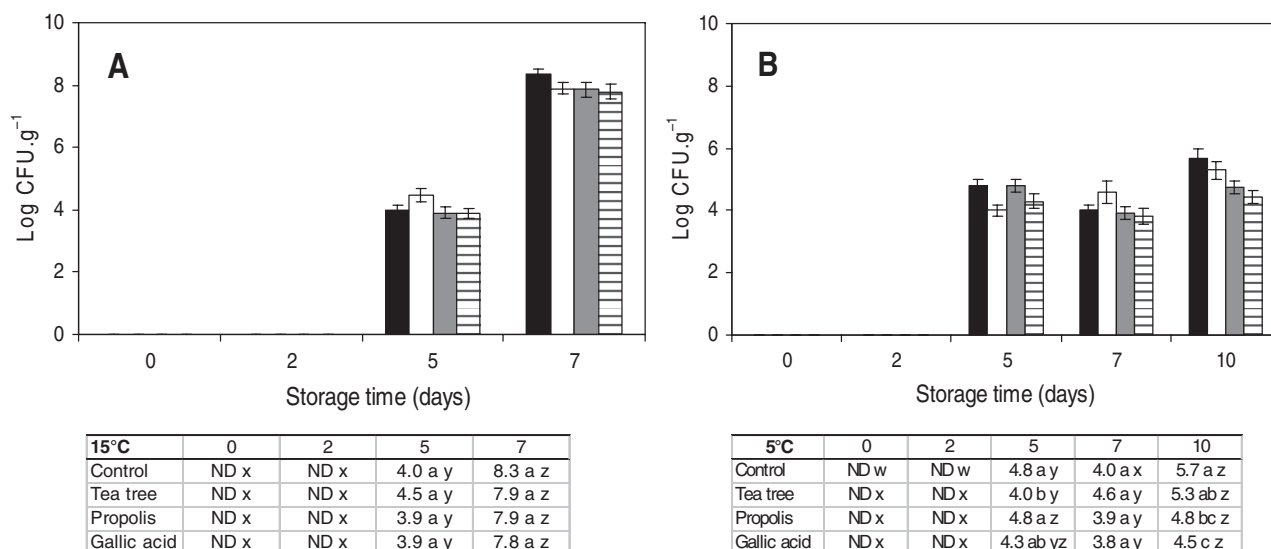 A
Log CFU.g⁻¹
10
8
6
4
2
0
0 2 5 7
Storage time (days)
15°C 0 2 5 7
Control ND x ND x 4.0 a y 8.3 a z
Tea tree ND x ND x 4.5 a y 7.9 a z
Propolis ND x ND x 3.9 a y 7.9 a z
Gallic acid ND x ND x 3.9 a y 7.8 a z
B
Log CFU.g⁻¹
10
8
6
4
2
0
0 2 5 7 10
Storage time (days)
5°C 0 2 5 7 10
Control ND w ND w 4.8 a y 4.0 a x 5.7 a z
Tea tree ND x ND x 4.0 b y 4.6 a y 5.3 ab z
Propolis ND x ND x 4.8 a z 3.9 a y 4.8 bc z
Gallic acid ND x ND x 4.3 ab yz 3.8 a y 4.5 c z